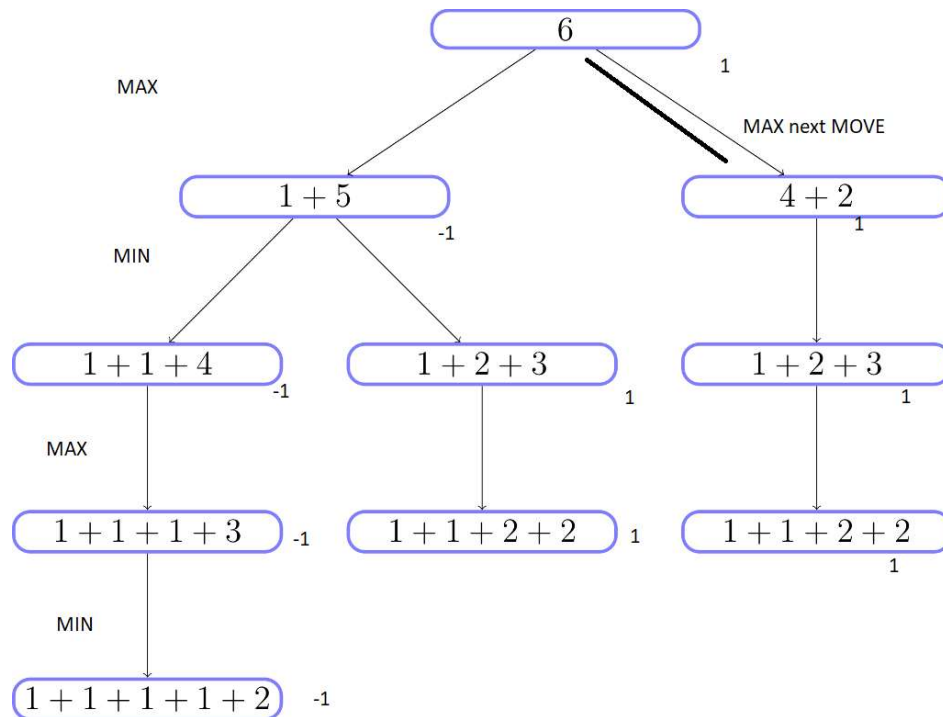 6
1
MAX
MAX next MOVE
1 + 5
4 + 2
-1
1
MIN
1 + 1 + 4
1 + 2 + 3
1 + 2 + 3
-1
1
1
MAX
1 + 1 + 1 + 3
1 + 1 + 2 + 2
1 + 1 + 2 + 2
-1
1
1
MIN
1 + 1 + 1 + 1 + 2
-1